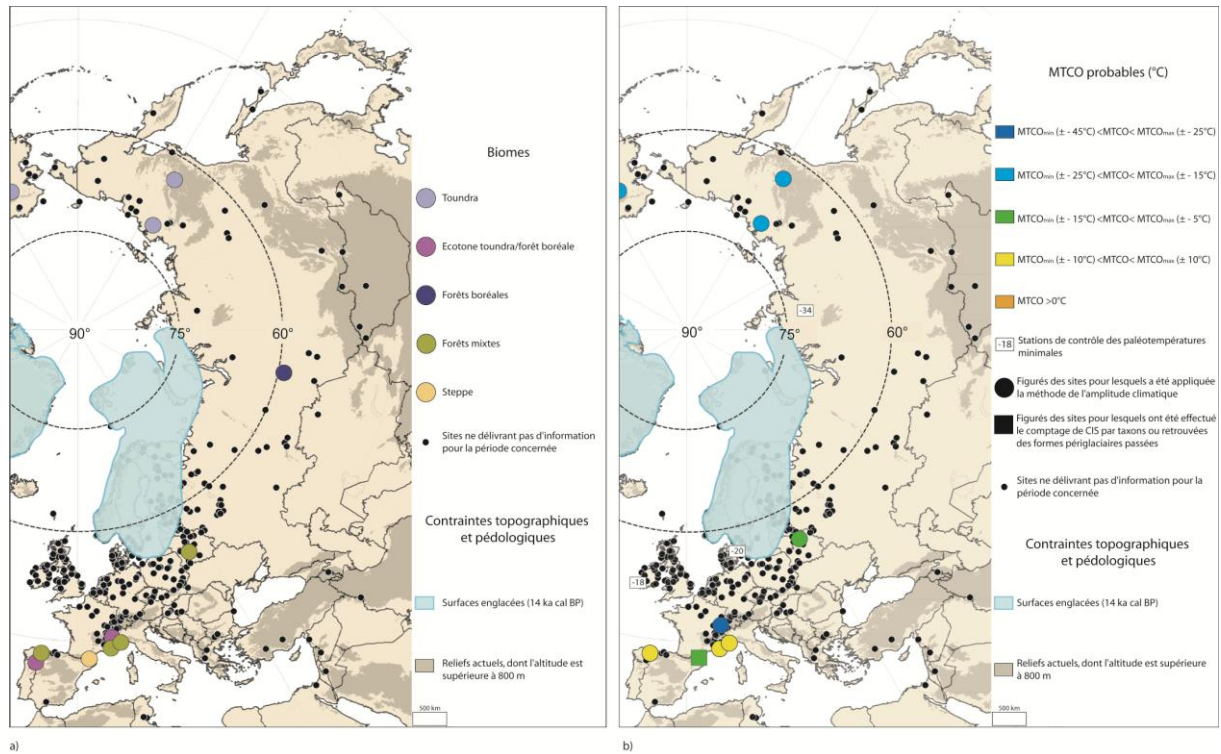 Biomes
Toundra
Ecotone toundra/forêt boréale
Forêts boréales
Forêts mixtes
Steppe
Sites ne délivrant pas d'information
pour la période concernée
Contraintes topographiques
et pédologiques
Surfaces englacées (14 ka cal BP)
Reliefs actuels, dont l'altitude est
supérieure à 800 m
500 km
90°
75°
60°
a)
MTCO probables (°C)
MTCOmin (± - 45°C) <MTCO< MTCOmax (± - 25°C)
MTCOmin (± - 25°C) <MTCO< MTCOmax (± - 15°C)
MTCOmin (± - 15°C) <MTCO< MTCOmax (± - 5°C)
MTCOmin (± - 10°C) <MTCO< MTCOmax (± 10°C)
MTCO >0°C
-18
Stations de contrôle des paléotempératures
minimales
Figurés des sites pour lesquels a été appliquée
la méthode de l'amplitude climatique
Figurés des sites pour lesquels ont été effectué
le comptage de CIS par taxons ou retrouvées
des formes périglaciaires passées
Sites ne délivrant pas d'information pour la
période concernée
Contraintes topographiques
et pédologiques
Surfaces englacées (14 ka cal BP)
Reliefs actuels, dont l'altitude est supérieure
à 800 m
500 km
-34
90°
75°
60°
-20
-18
b)